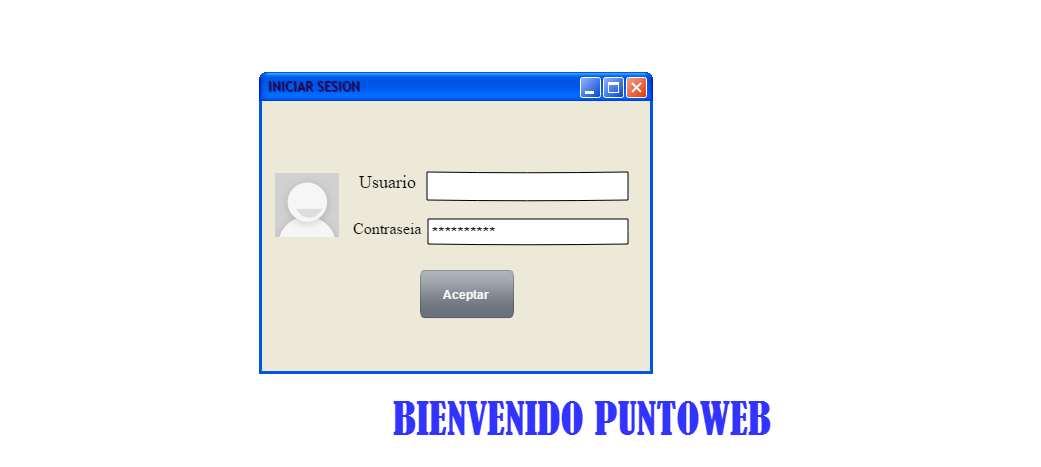 INICIAR SESION
Usuario
Contraseia **********
Aceptar
BIENVENIDO PUNTOWEB